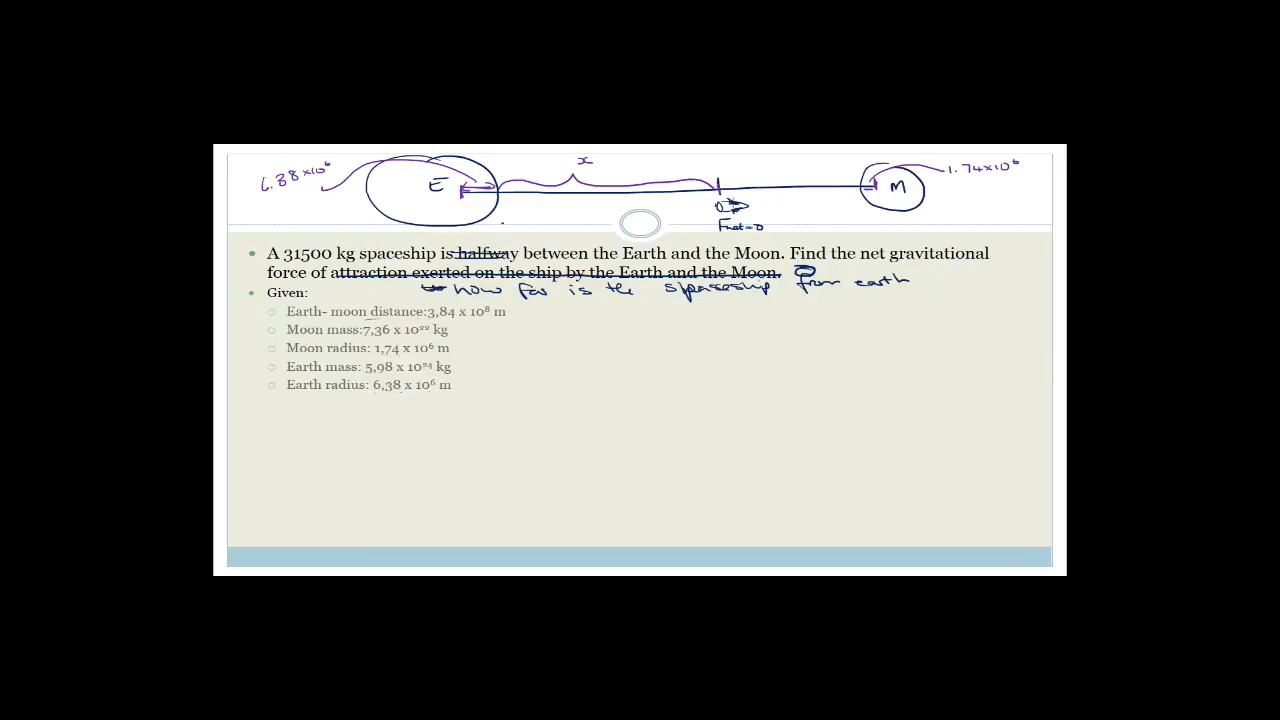 x
6.38 x10⁶
E
M
1.74x10⁶
Fnet=0
A 31500 kg spaceship is halfway between the Earth and the Moon. Find the net gravitational
force of attraction exerted on the ship by the Earth and the Moon.
how far is the spaceship from earth
Given:
Earth- moon distance:3,84 x 10⁸ m
Moon mass:7,36 x 10²² kg
Moon radius: 1,74 x 10⁶ m
Earth mass: 5,98 x 10²⁴ kg
Earth radius: 6,38 x 10⁶ m